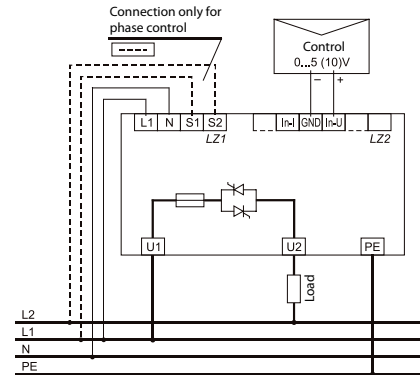 Connection only for
phase control
Control
0...5 (10)V
− +
L1 N S1 S2 In-I GND In-U
LZ1 LZ2
U1 U2 PE
Load
L2
L1
N
PE